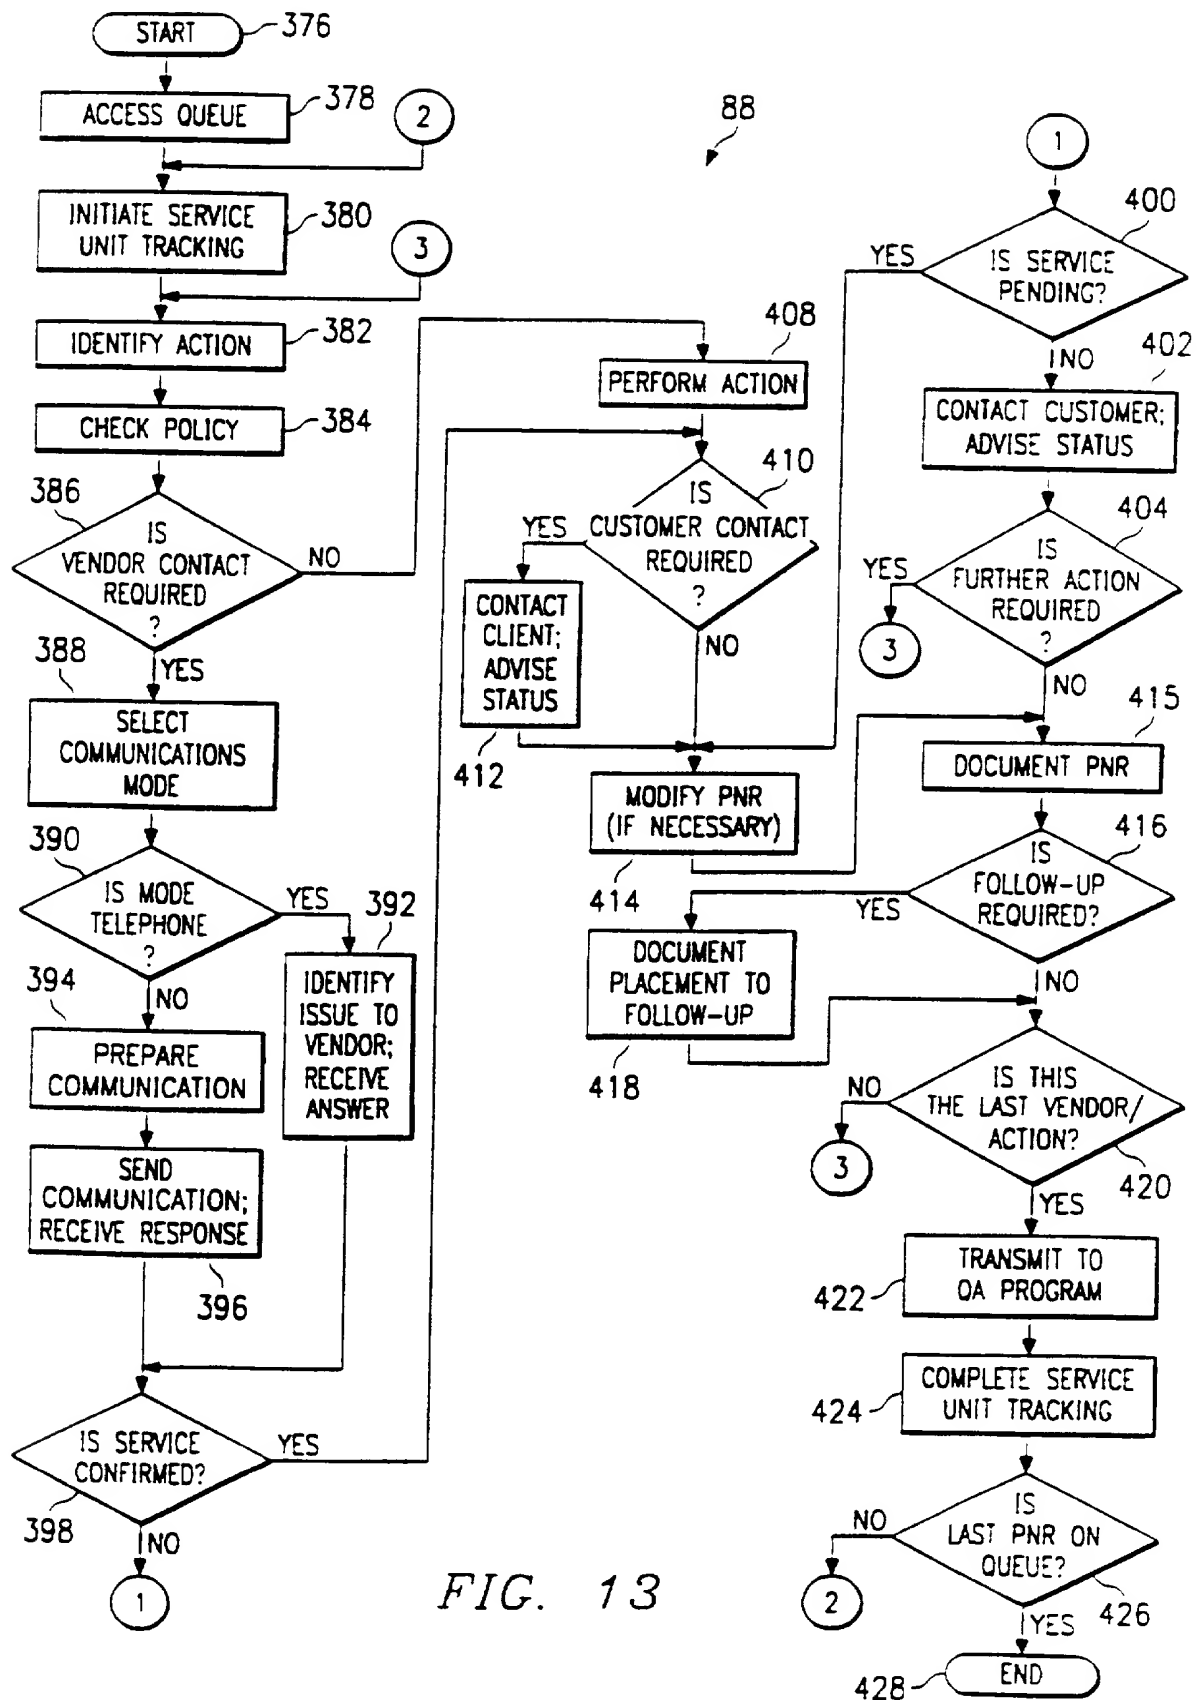 START
376
ACCESS QUEUE
378
2
INITIATE SERVICE
UNIT TRACKING
380
3
IDENTIFY ACTION
382
CHECK POLICY
384
386
IS
VENDOR CONTACT
REQUIRED
?
NO
YES
388
SELECT
COMMUNICATIONS
MODE
390
IS MODE
TELEPHONE
?
YES
NO
392
IDENTIFY
ISSUE TO
VENDOR;
RECEIVE
ANSWER
394
PREPARE
COMMUNICATION
SEND
COMMUNICATION;
RECEIVE RESPONSE
396
IS SERVICE
CONFIRMED?
YES
398
NO
1
88
408
PERFORM ACTION
410
IS
CUSTOMER CONTACT
REQUIRED
?
YES
NO
CONTACT
CLIENT;
ADVISE
STATUS
412
MODIFY PNR
(IF NECESSARY)
414
DOCUMENT
PLACEMENT TO
FOLLOW-UP
418
1
400
IS SERVICE
PENDING?
YES
NO
402
CONTACT CUSTOMER;
ADVISE STATUS
404
IS
FURTHER ACTION
REQUIRED
?
YES
3
NO
415
DOCUMENT PNR
416
IS
FOLLOW-UP
REQUIRED?
YES
NO
IS THIS
THE LAST VENDOR/
ACTION?
NO
3
420
YES
TRANSMIT TO
QA PROGRAM
422
COMPLETE SERVICE
UNIT TRACKING
424
IS
LAST PNR ON
QUEUE?
NO
2
426
YES
END
428
FIG. 13